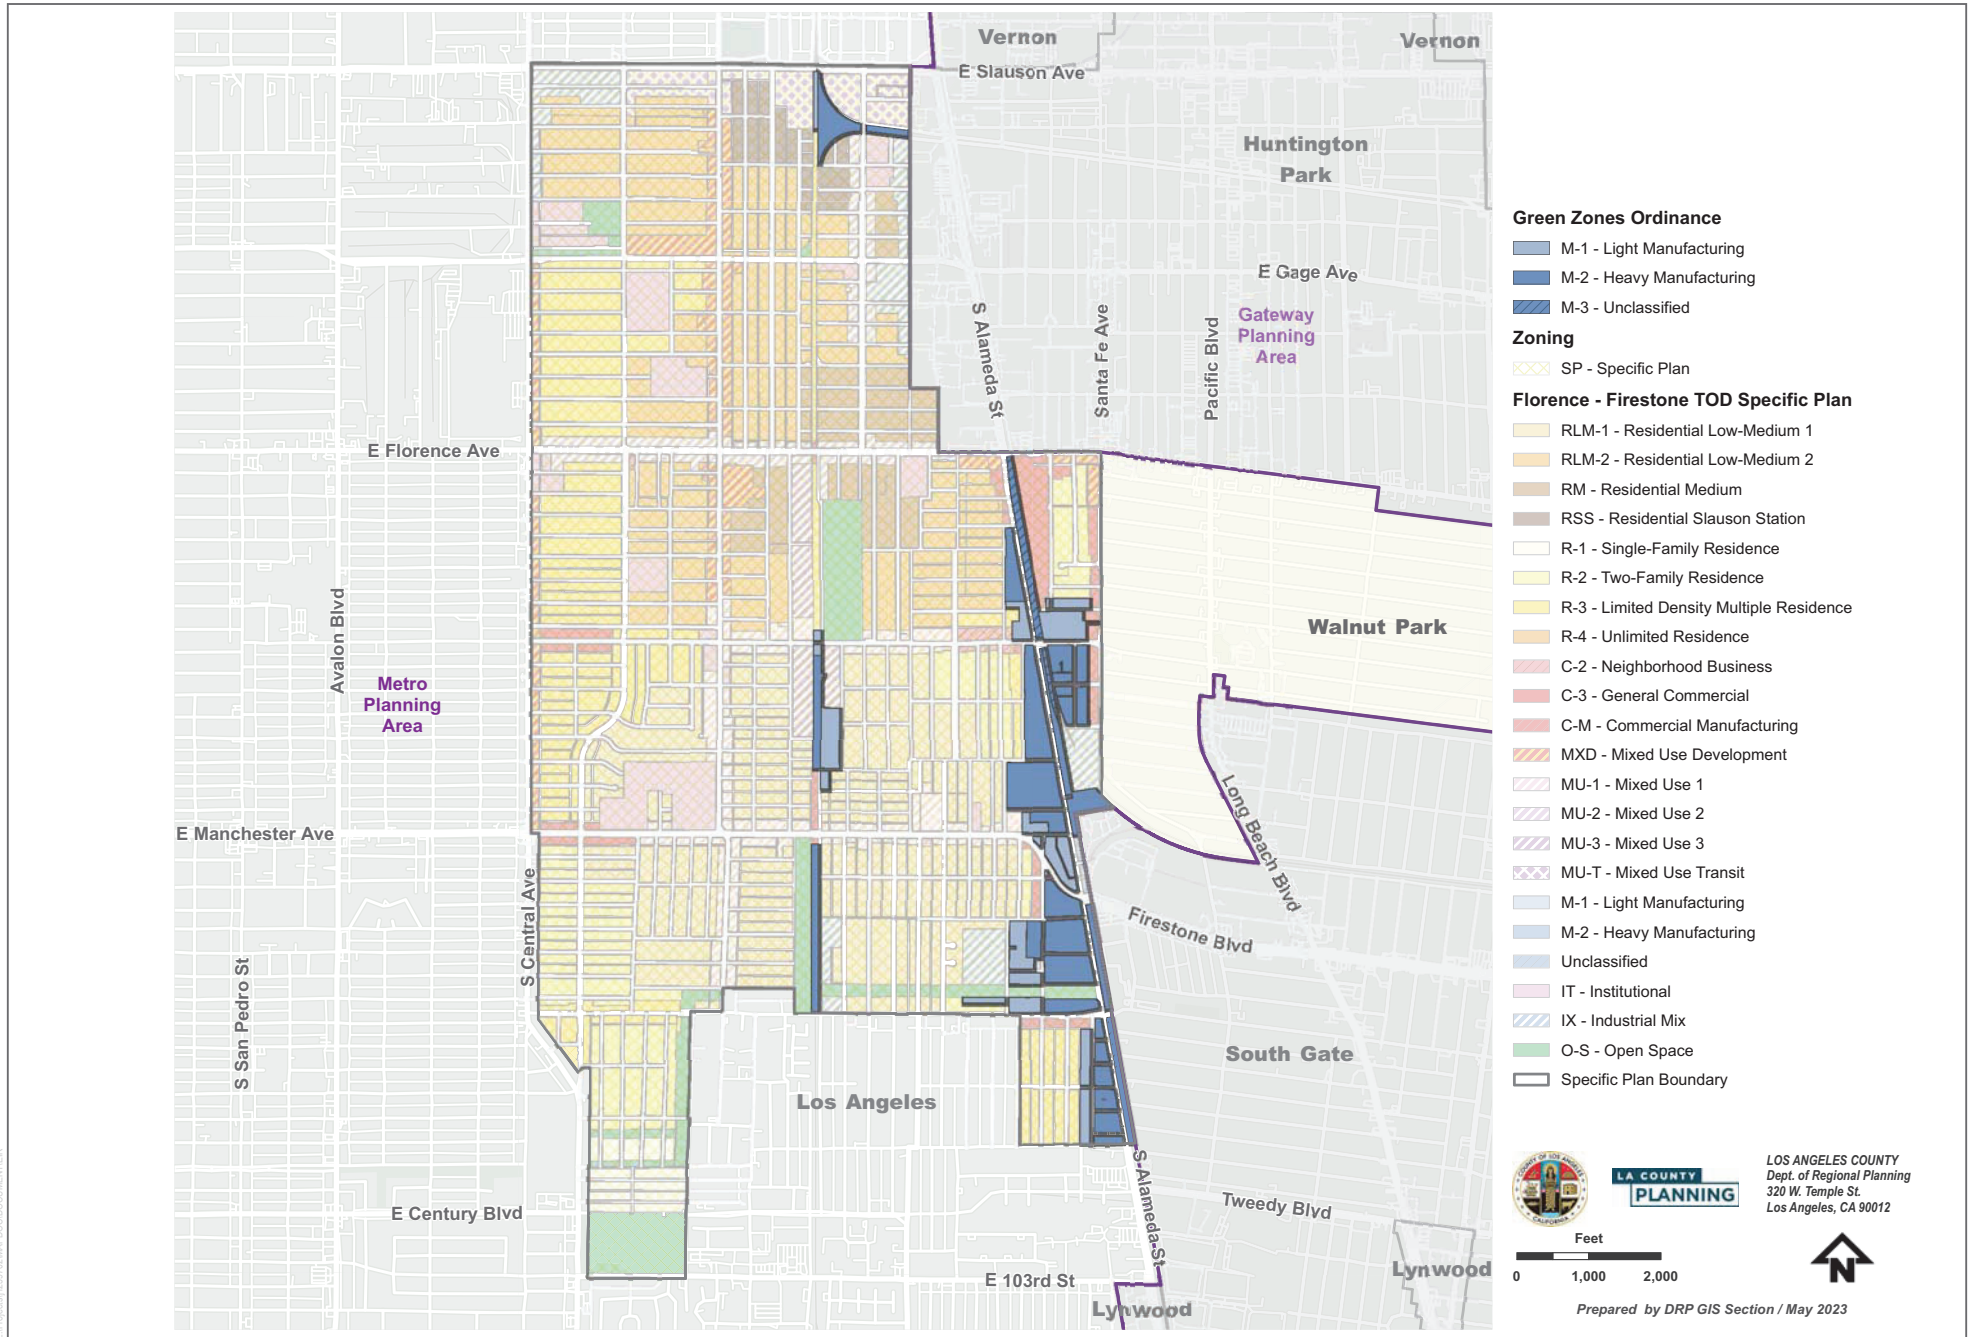 Vernon
Vernon
E Slauson Ave
Huntington
Park
E Gage Ave
S Alameda St
Santa Fe Ave
Pacific Blvd
Gateway
Planning
Area
E Florence Ave
Avalon Blvd
Walnut Park
Metro
Planning
Area
E Manchester Ave
Long Beach Blvd
S Central Ave
Firestone Blvd
S San Pedro St
South Gate
Los Angeles
E Century Blvd
S Alameda St
Tweedy Blvd
E 103rd St
Lynwood
Lynwood
Green Zones Ordinance
M-1 - Light Manufacturing
M-2 - Heavy Manufacturing
M-3 - Unclassified
Zoning
SP - Specific Plan
Florence - Firestone TOD Specific Plan
RLM-1 - Residential Low-Medium 1
RLM-2 - Residential Low-Medium 2
RM - Residential Medium
RSS - Residential Slauson Station
R-1 - Single-Family Residence
R-2 - Two-Family Residence
R-3 - Limited Density Multiple Residence
R-4 - Unlimited Residence
C-2 - Neighborhood Business
C-3 - General Commercial
C-M - Commercial Manufacturing
MXD - Mixed Use Development
MU-1 - Mixed Use 1
MU-2 - Mixed Use 2
MU-3 - Mixed Use 3
MU-T - Mixed Use Transit
M-1 - Light Manufacturing
M-2 - Heavy Manufacturing
Unclassified
IT - Institutional
IX - Industrial Mix
O-S - Open Space
Specific Plan Boundary
COUNTY OF LOS ANGELES
CALIFORNIA
LA COUNTY
PLANNING
LOS ANGELES COUNTY
Dept. of Regional Planning
320 W. Temple St.
Los Angeles, CA 90012
Feet
0 1,000 2,000
N
Prepared by DRP GIS Section / May 2023